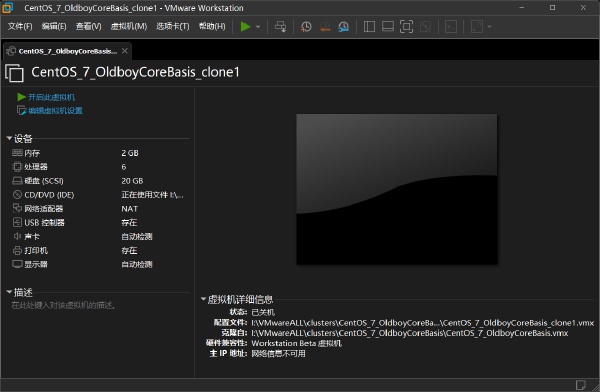 CentOS_7_OldboyCoreBasis_clone1 - VMware Workstation
文件(F) 编辑(E) 查看(V) 虚拟机(M) 选项卡(T) 帮助(H)
CentOS_7_OldboyCoreBasis...
CentOS_7_OldboyCoreBasis_clone1
开启此虚拟机
编辑虚拟机设置
设备
内存 2 GB
处理器 6
硬盘 (SCSI) 20 GB
CD/DVD (IDE) 正在使用文件 I:\...
网络适配器 NAT
USB 控制器 存在
声卡 自动检测
打印机 存在
显示器 自动检测
描述
在此处键入对该虚拟机的描述。
虚拟机详细信息
状态: 已关机
配置文件: I:\VMwareALL\clusters\CentOS_7_OldboyCoreBa...\CentOS_7_OldboyCoreBasis_clone1.vmx
克隆自: I:\VMwareALL\clusters\CentOS_7_OldboyCoreBasis\CentOS_7_OldboyCoreBasis.vmx
硬件兼容性: Workstation Beta 虚拟机
主 IP 地址: 网络信息不可用